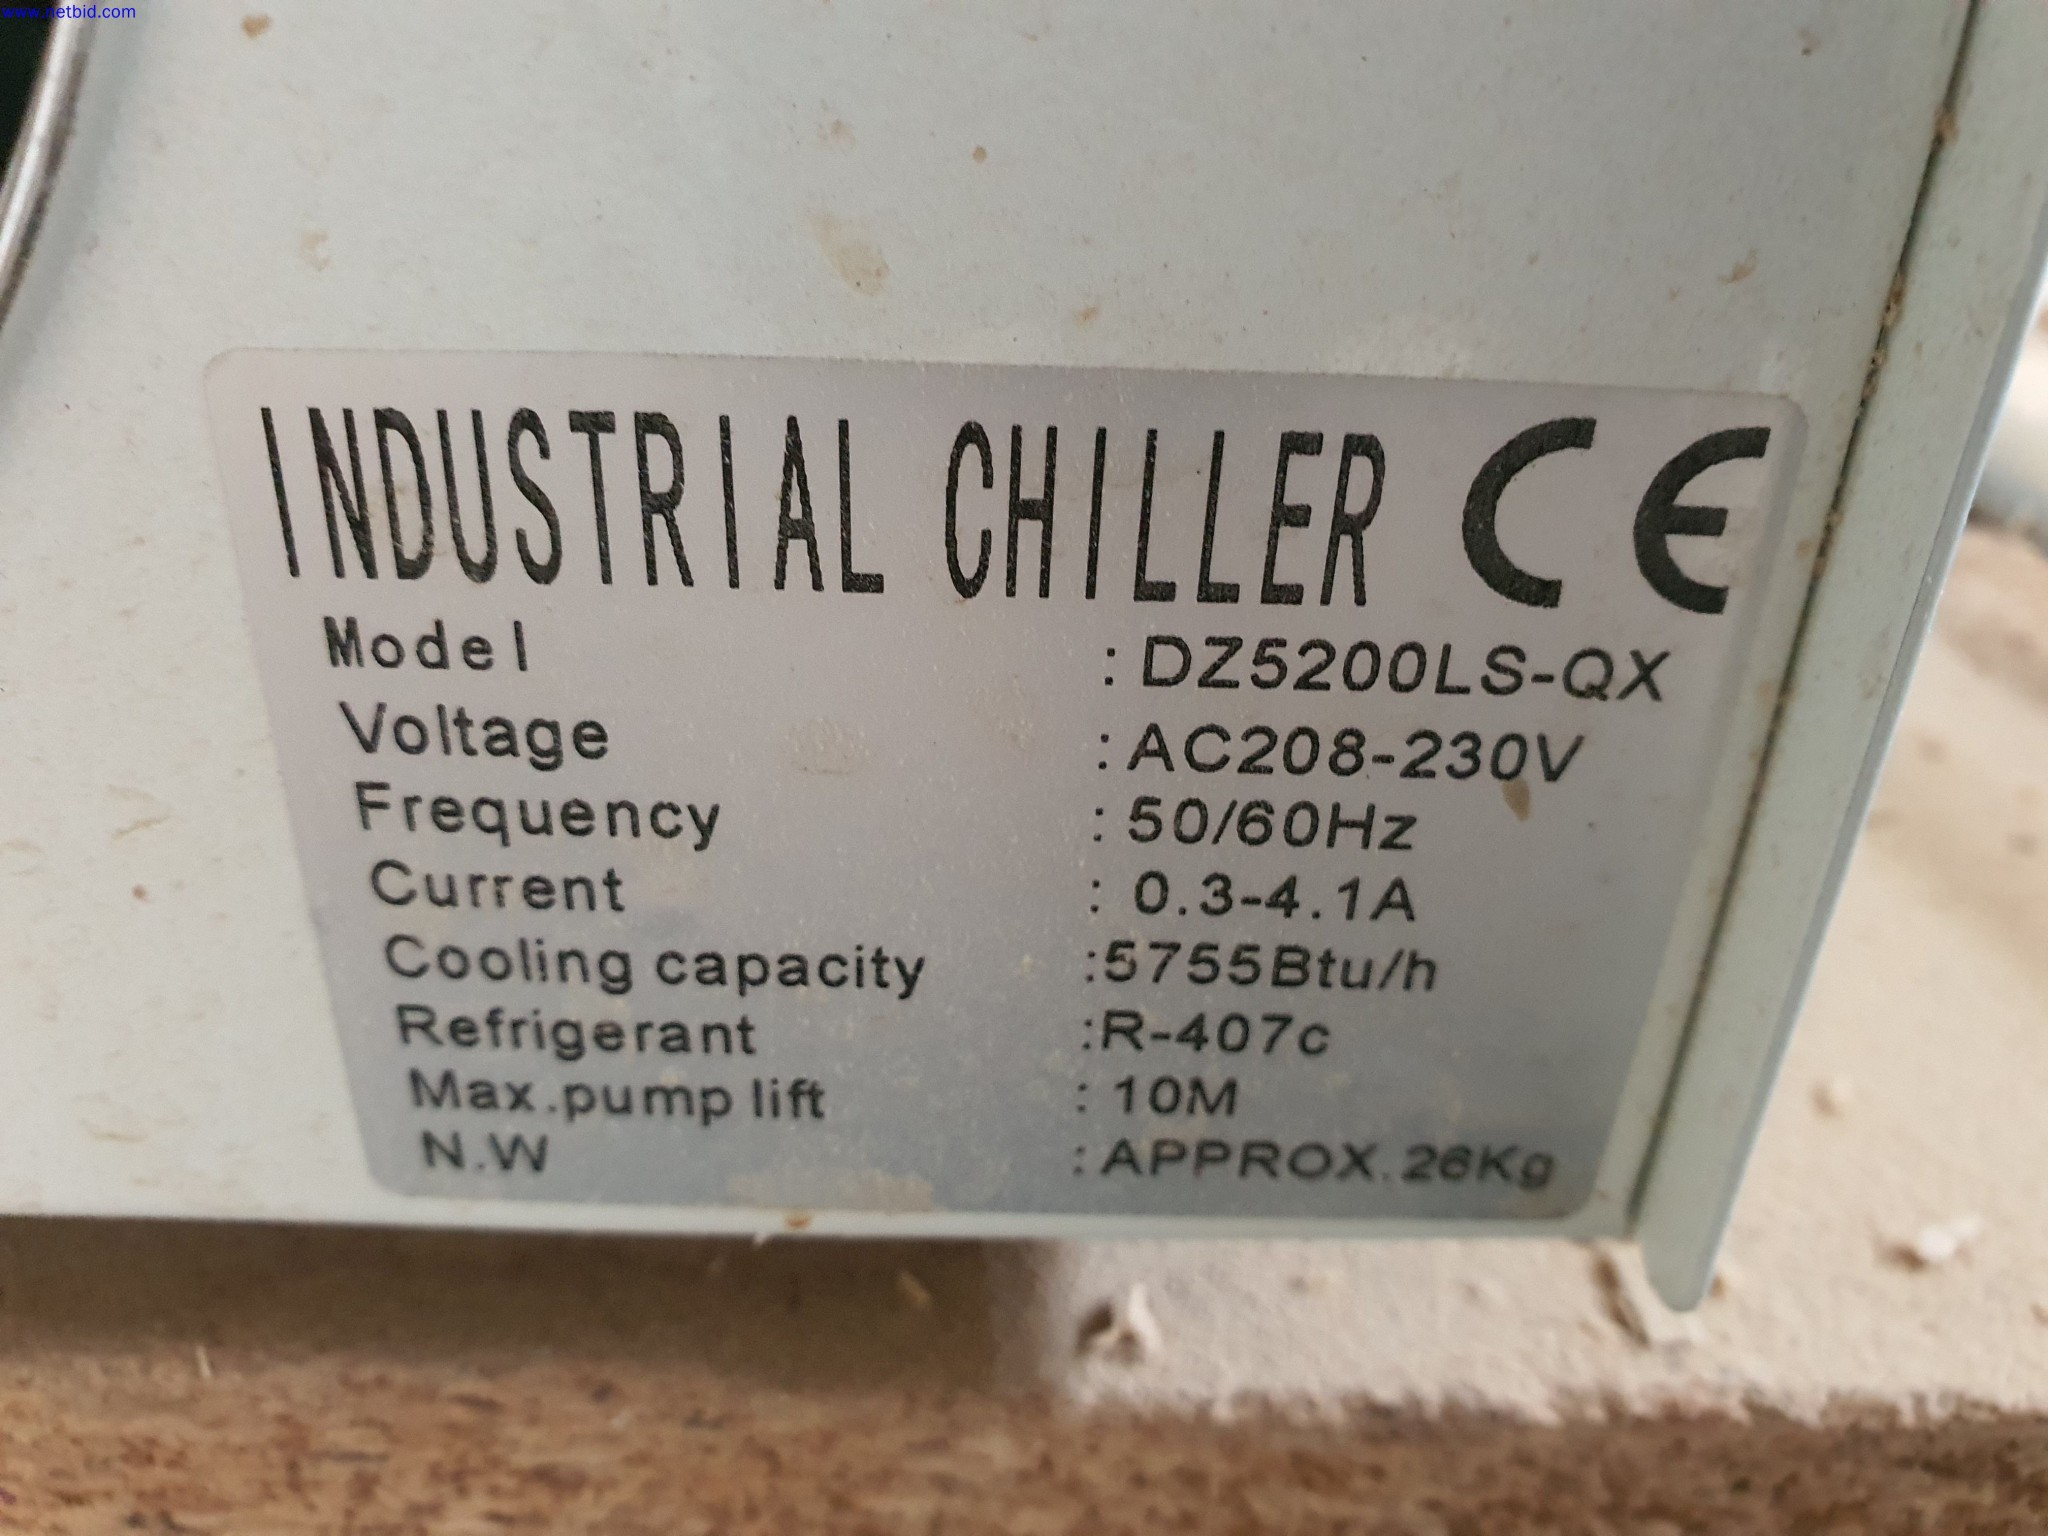 www.netbid.com
INDUSTRIAL CHILLER CE
Model : DZ5200LS-QX
Voltage : AC208-230V
Frequency : 50/60Hz
Current : 0.3-4.1A
Cooling capacity :5755Btu/h
Refrigerant :R-407c
Max.pump lift : 10M
N.W : APPROX.26Kg